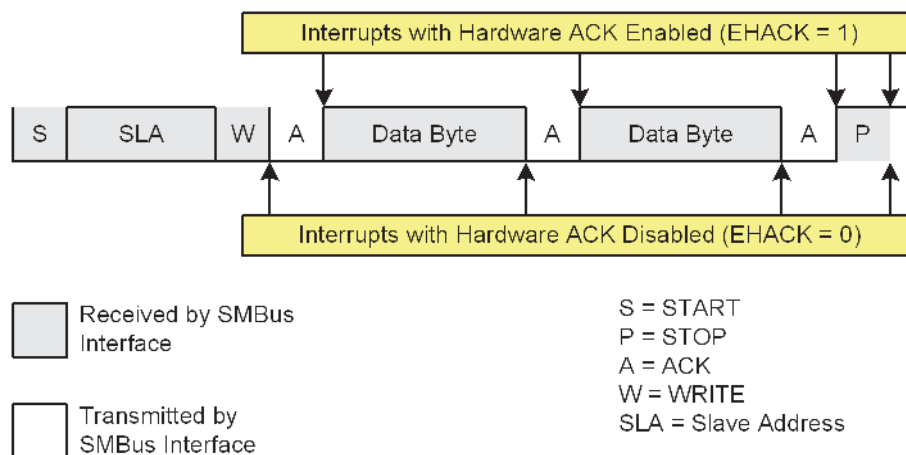 Interrupts with Hardware ACK Enabled (EHACK = 1)
S SLA W A Data Byte A Data Byte A P
Interrupts with Hardware ACK Disabled (EHACK = 0)
Received by SMBus
Interface
Transmitted by
SMBus Interface
S = START
P = STOP
A = ACK
W = WRITE
SLA = Slave Address